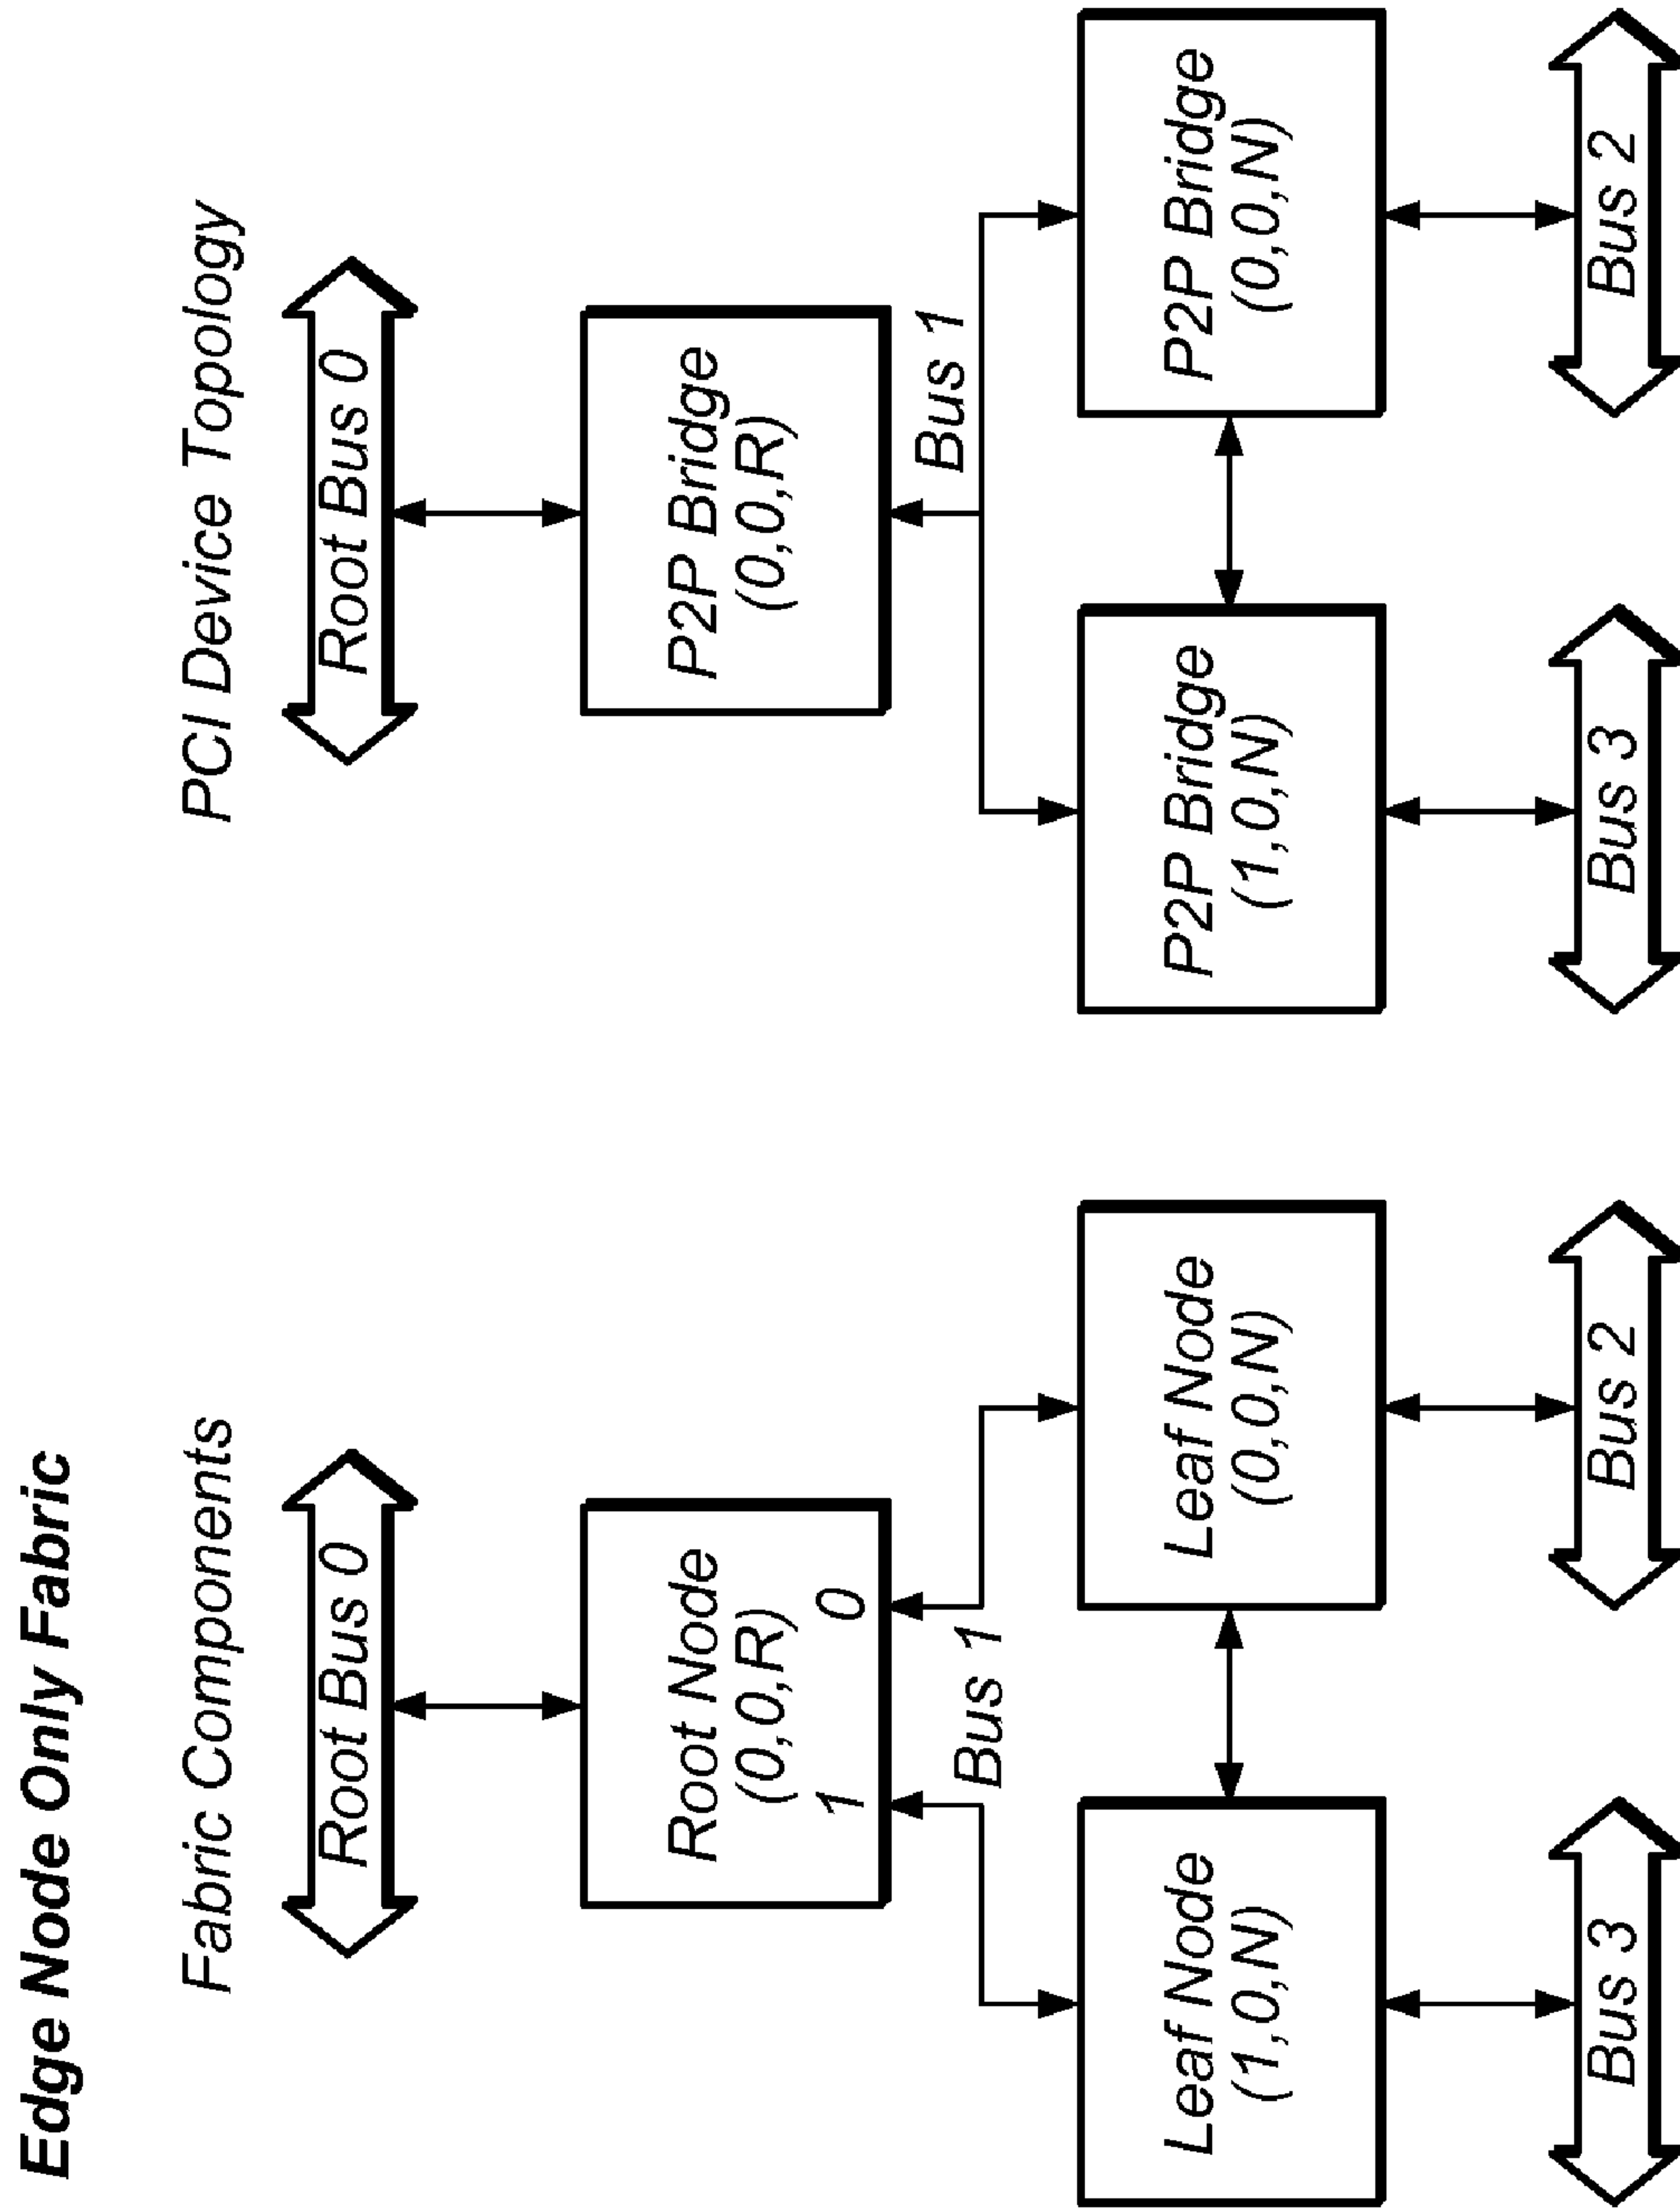 Edge Node Only Fabric
Fabric Components
Root Bus 0
Root Node
(0,0,R)
1 0
Bus 1
Leaf Node
(1,0,N)
Leaf Node
(0,0,N)
Bus 3
Bus 2
PCI Device Topology
Root Bus 0
P2P Bridge
(0,0,R)
Bus 1
P2P Bridge
(1,0,N)
P2P Bridge
(0,0,N)
Bus 3
Bus 2